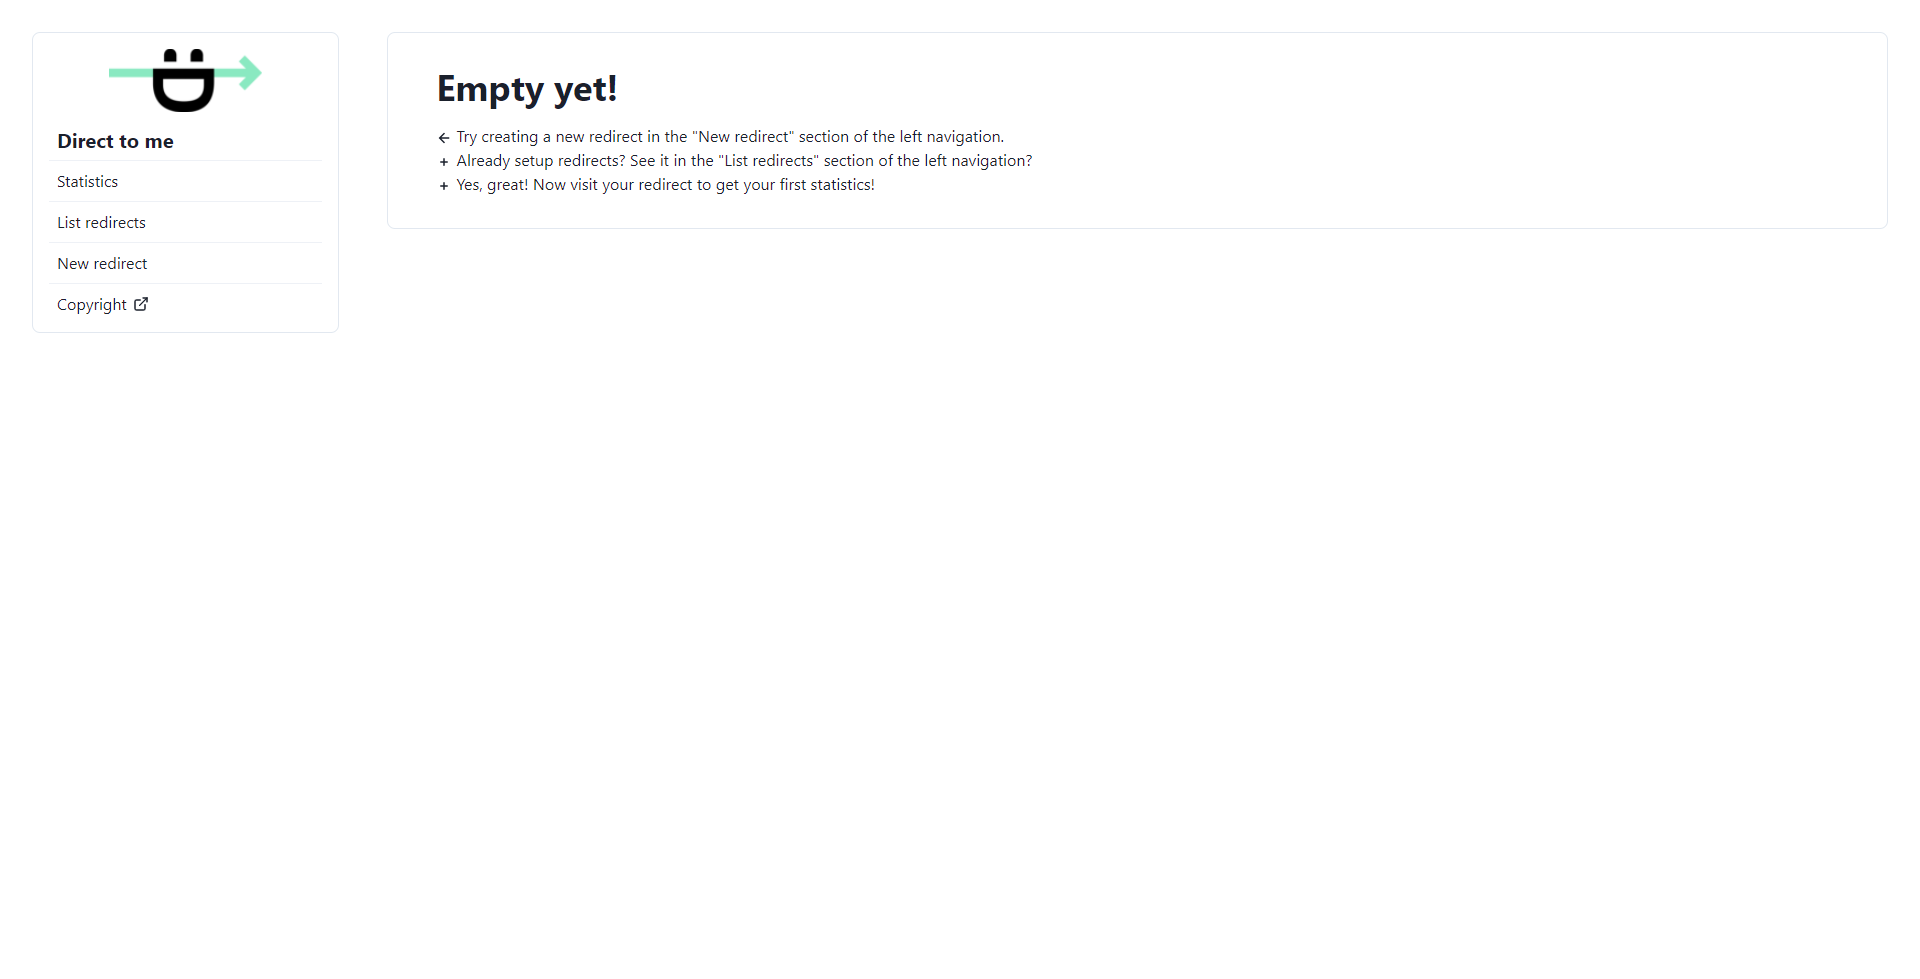 Direct to me
Statistics
List redirects
New redirect
Copyright
Empty yet!
← Try creating a new redirect in the "New redirect" section of the left navigation.
+ Already setup redirects? See it in the "List redirects" section of the left navigation?
+ Yes, great! Now visit your redirect to get your first statistics!